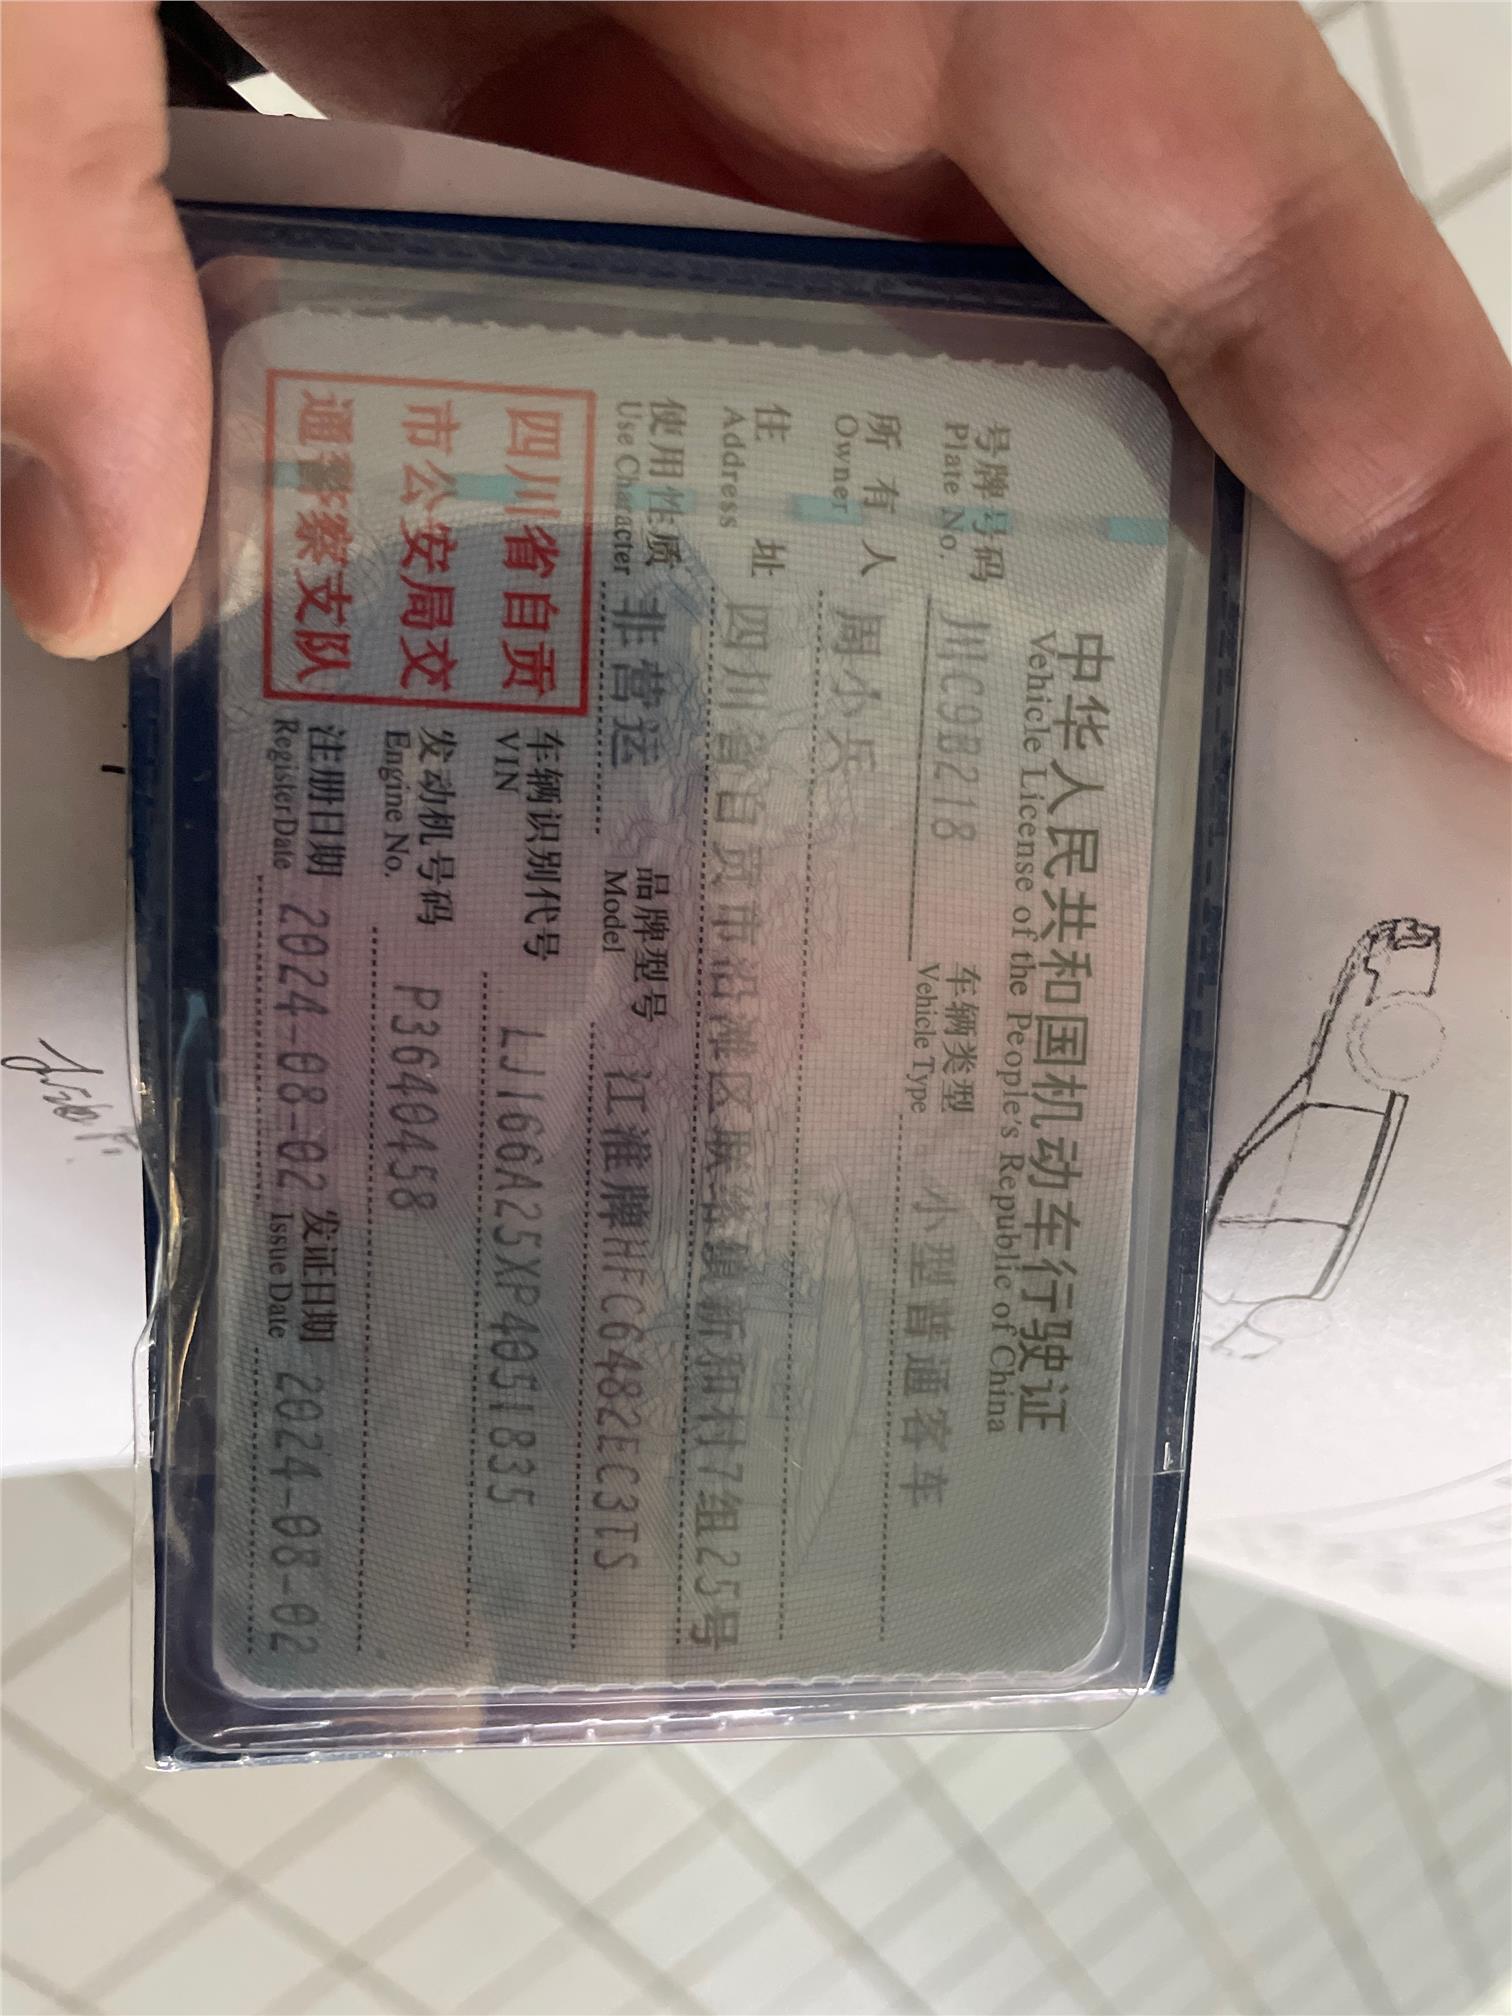 中华人民共和国机动车行驶证
Vehicle License of the People's Republic of China
号牌号码 川C9B218 车辆类型 小型普通客车
Plate No. Vehicle Type
所有人 周小兵
Owner
住址 四川省自贡市沿滩区联络镇新和村7组25号
Address
使用性质 非营运 品牌型号 江淮牌HFC6482EC3TS
Use Character Model
四川省自贡
市公安局交
通警察支队
车辆识别代号 LJ166A25XP4051835
VIN
发动机号码 P3640458
Engine No.
注册日期 2024-08-02 发证日期 2024-08-02
Register Date Issue Date